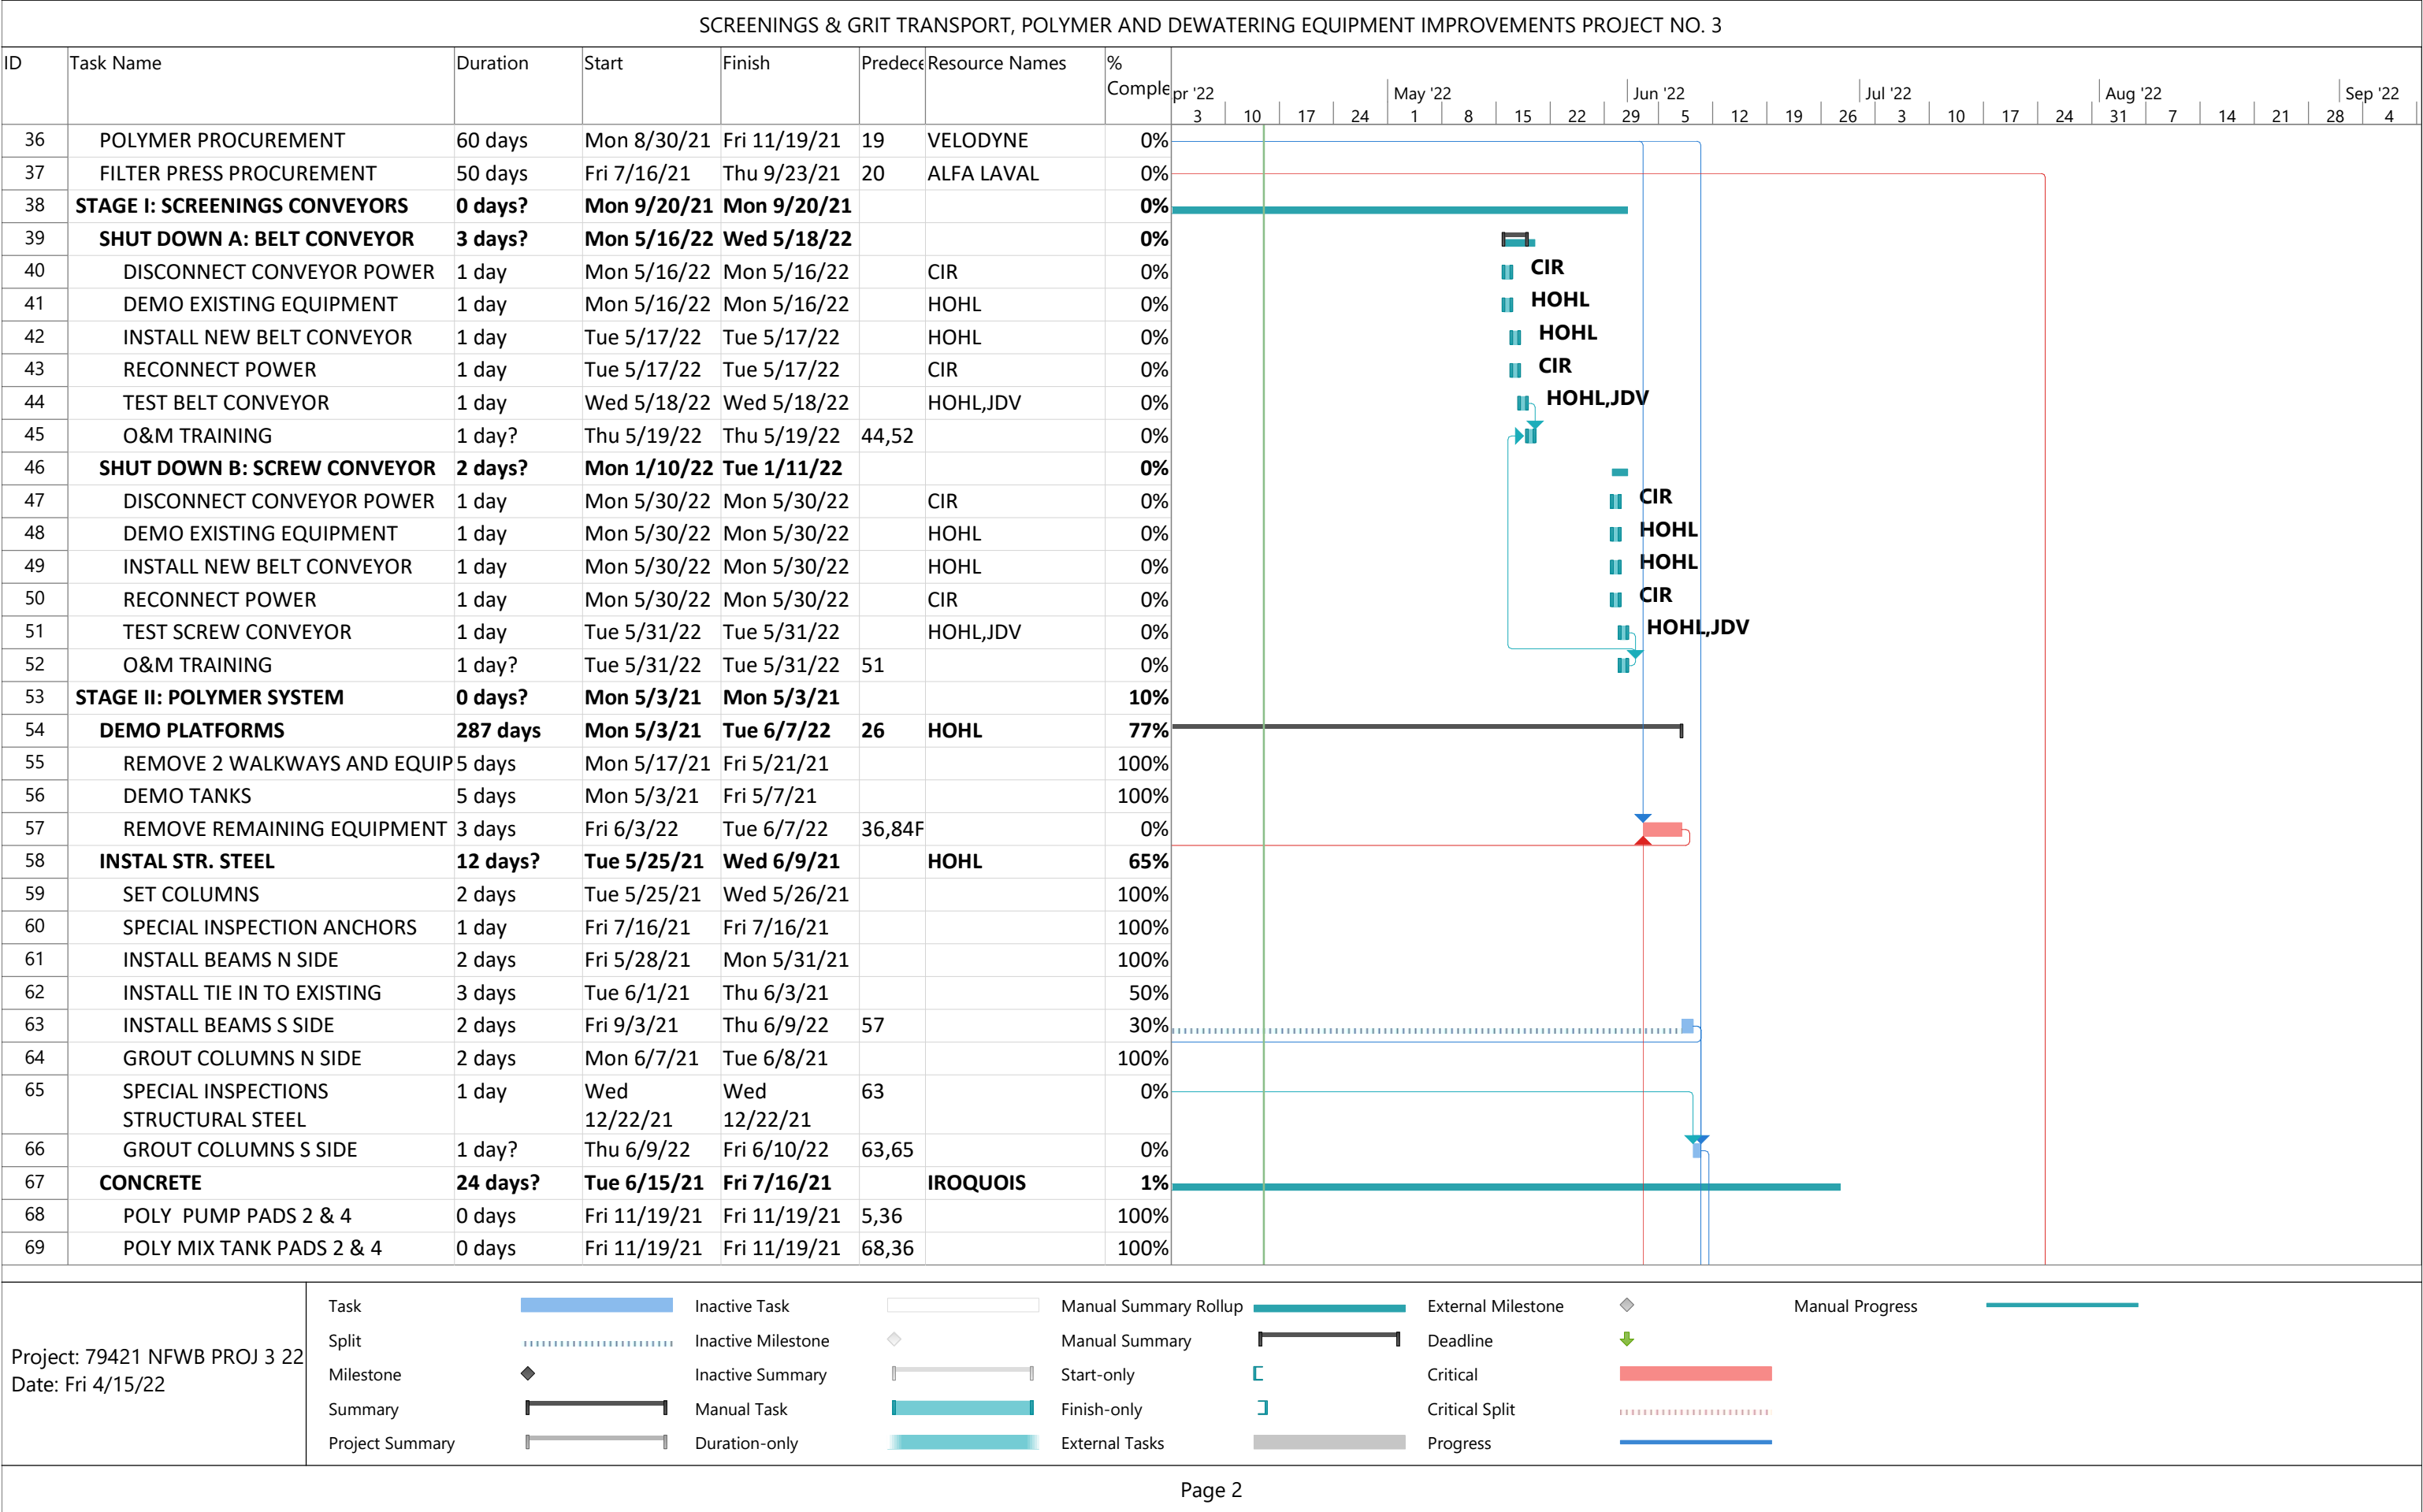 SCREENINGS & GRIT TRANSPORT, POLYMER AND DEWATERING EQUIPMENT IMPROVEMENTS PROJECT NO. 3
ID Task Name Duration Start Finish Predece Resource Names %
Comple
pr '22 May '22 Jun '22 Jul '22 Aug '22 Sep '22
3 10 17 24 1 8 15 22 29 5 12 19 26 3 10 17 24 31 7 14 21 28 4
36 POLYMER PROCUREMENT 60 days Mon 8/30/21 Fri 11/19/21 19 VELODYNE 0%
37 FILTER PRESS PROCUREMENT 50 days Fri 7/16/21 Thu 9/23/21 20 ALFA LAVAL 0%
38 STAGE I: SCREENINGS CONVEYORS 0 days? Mon 9/20/21 Mon 9/20/21 0%
39 SHUT DOWN A: BELT CONVEYOR 3 days? Mon 5/16/22 Wed 5/18/22 0%
40 DISCONNECT CONVEYOR POWER 1 day Mon 5/16/22 Mon 5/16/22 CIR 0% CIR
41 DEMO EXISTING EQUIPMENT 1 day Mon 5/16/22 Mon 5/16/22 HOHL 0% HOHL
42 INSTALL NEW BELT CONVEYOR 1 day Tue 5/17/22 Tue 5/17/22 HOHL 0% HOHL
43 RECONNECT POWER 1 day Tue 5/17/22 Tue 5/17/22 CIR 0% CIR
44 TEST BELT CONVEYOR 1 day Wed 5/18/22 Wed 5/18/22 HOHL,JDV 0% HOHL,JDV
45 O&M TRAINING 1 day? Thu 5/19/22 Thu 5/19/22 44,52 0%
46 SHUT DOWN B: SCREW CONVEYOR 2 days? Mon 1/10/22 Tue 1/11/22 0%
47 DISCONNECT CONVEYOR POWER 1 day Mon 5/30/22 Mon 5/30/22 CIR 0% CIR
48 DEMO EXISTING EQUIPMENT 1 day Mon 5/30/22 Mon 5/30/22 HOHL 0% HOHL
49 INSTALL NEW BELT CONVEYOR 1 day Mon 5/30/22 Mon 5/30/22 HOHL 0% HOHL
50 RECONNECT POWER 1 day Mon 5/30/22 Mon 5/30/22 CIR 0% CIR
51 TEST SCREW CONVEYOR 1 day Tue 5/31/22 Tue 5/31/22 HOHL,JDV 0% HOHL,JDV
52 O&M TRAINING 1 day? Tue 5/31/22 Tue 5/31/22 51 0%
53 STAGE II: POLYMER SYSTEM 0 days? Mon 5/3/21 Mon 5/3/21 10%
54 DEMO PLATFORMS 287 days Mon 5/3/21 Tue 6/7/22 26 HOHL 77%
55 REMOVE 2 WALKWAYS AND EQUIP 5 days Mon 5/17/21 Fri 5/21/21 100%
56 DEMO TANKS 5 days Mon 5/3/21 Fri 5/7/21 100%
57 REMOVE REMAINING EQUIPMENT 3 days Fri 6/3/22 Tue 6/7/22 36,84F 0%
58 INSTAL STR. STEEL 12 days? Tue 5/25/21 Wed 6/9/21 HOHL 65%
59 SET COLUMNS 2 days Tue 5/25/21 Wed 5/26/21 100%
60 SPECIAL INSPECTION ANCHORS 1 day Fri 7/16/21 Fri 7/16/21 100%
61 INSTALL BEAMS N SIDE 2 days Fri 5/28/21 Mon 5/31/21 100%
62 INSTALL TIE IN TO EXISTING 3 days Tue 6/1/21 Thu 6/3/21 50%
63 INSTALL BEAMS S SIDE 2 days Fri 9/3/21 Thu 6/9/22 57 30%
64 GROUT COLUMNS N SIDE 2 days Mon 6/7/21 Tue 6/8/21 100%
65 SPECIAL INSPECTIONS 1 day Wed Wed 63 0%
STRUCTURAL STEEL 12/22/21 12/22/21
66 GROUT COLUMNS S SIDE 1 day? Thu 6/9/22 Fri 6/10/22 63,65 0%
67 CONCRETE 24 days? Tue 6/15/21 Fri 7/16/21 IROQUOIS 1%
68 POLY PUMP PADS 2 & 4 0 days Fri 11/19/21 Fri 11/19/21 5,36 100%
69 POLY MIX TANK PADS 2 & 4 0 days Fri 11/19/21 Fri 11/19/21 68,36 100%
Project: 79421 NFWB PROJ 3 22
Date: Fri 4/15/22
Task Inactive Task Manual Summary Rollup External Milestone Manual Progress
Split Inactive Milestone Manual Summary Deadline
Milestone Inactive Summary Start-only Critical
Summary Manual Task Finish-only Critical Split
Project Summary Duration-only External Tasks Progress
Page 2